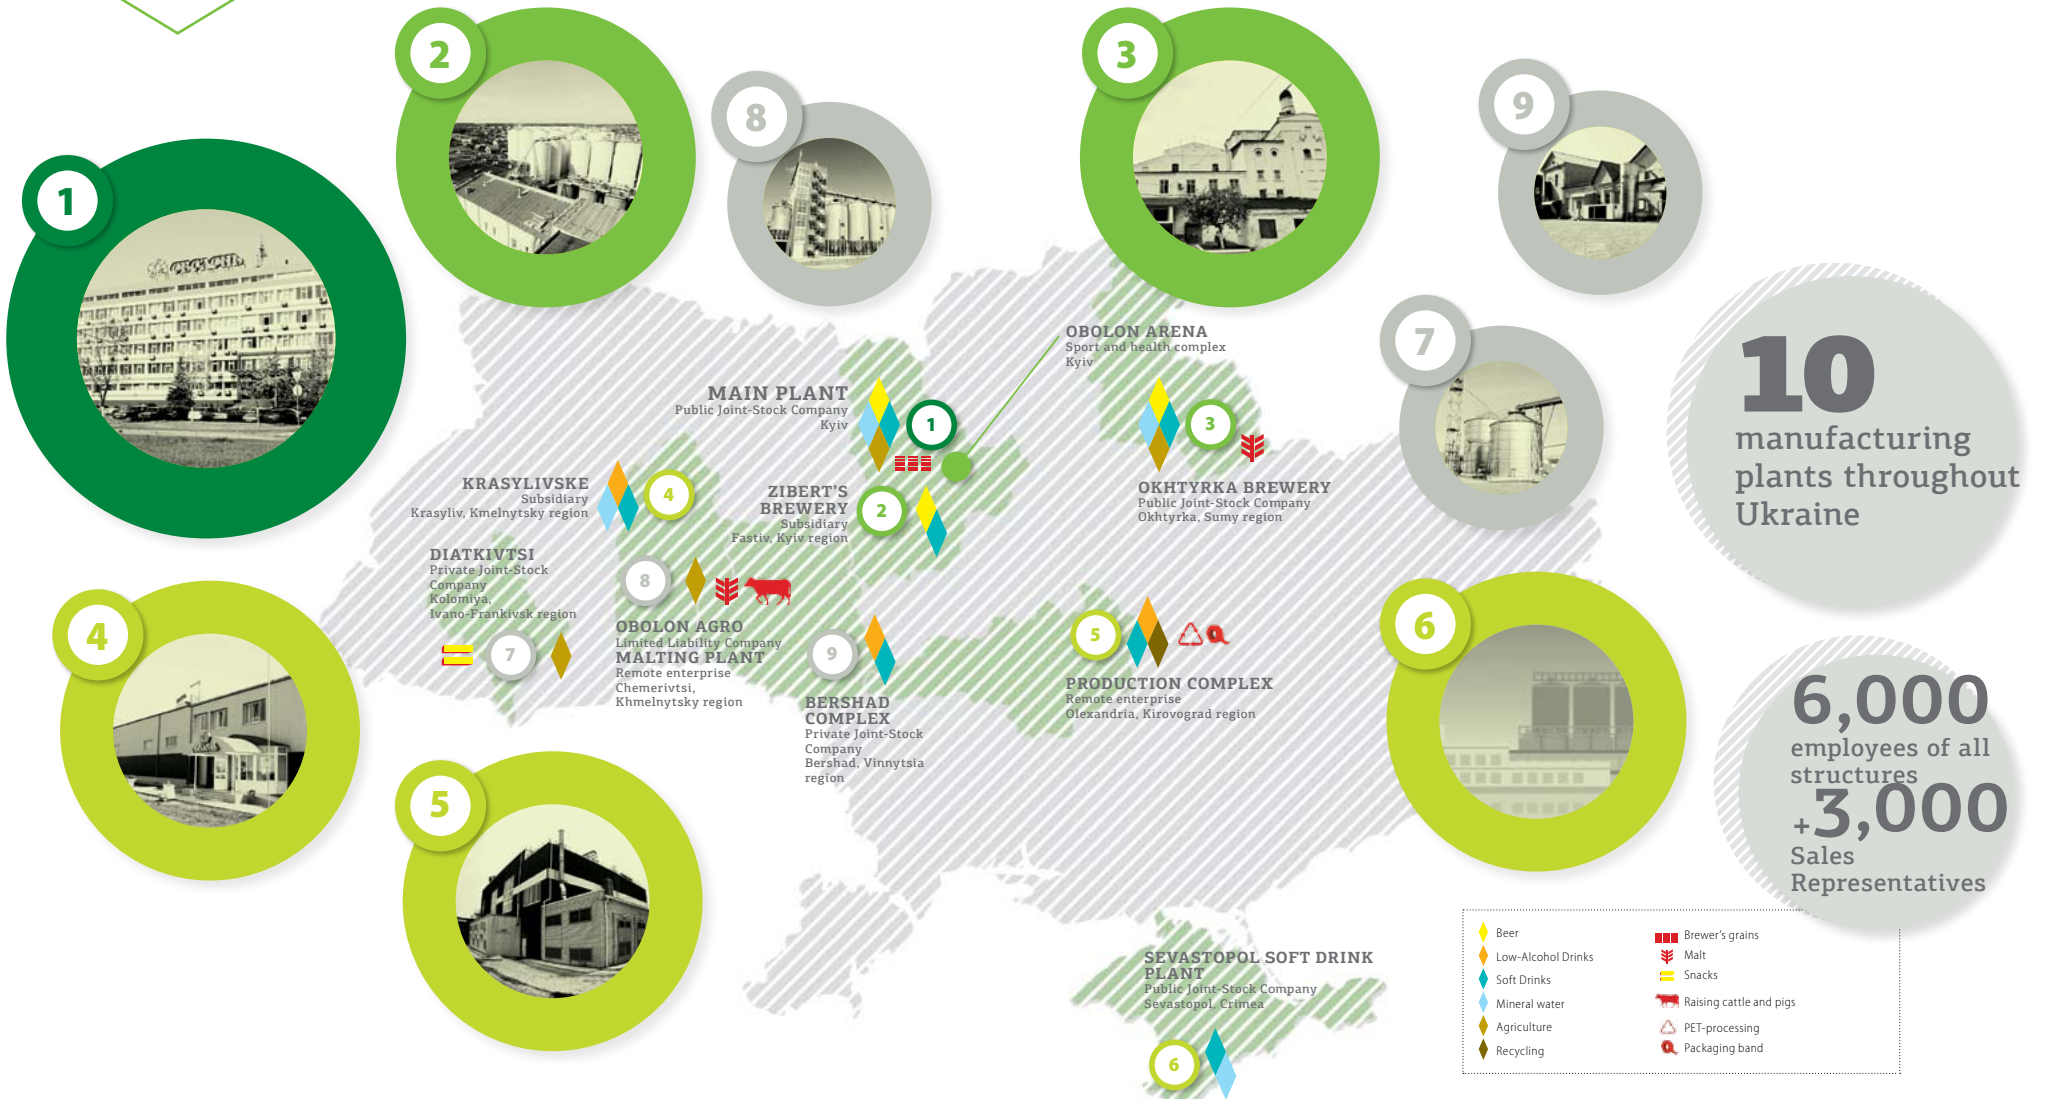 1
2
8
3
9
7
4
5
6
10
manufacturing
plants throughout
Ukraine
6,000
employees of all
structures
+3,000
Sales
Representatives
OBOLON ARENA
Sport and health complex
Kyiv
MAIN PLANT
Public Joint-Stock Company
Kyiv
1
3
OKHTYRKA BREWERY
Public Joint-Stock Company
Okhtyrka, Sumy region
KRASYLIVSKE
Subsidiary
Krasyliv, Kmelnytsky region
4
ZIBERT'S
BREWERY
Subsidiary
Fastiv, Kyiv region
2
DIATKIVTSI
Private Joint-Stock
Company
Kolomiya,
Ivano-Frankivsk region
7
8
OBOLON AGRO
Limited Liability Company
MALTING PLANT
Remote enterprise
Chemerivtsi,
Khmelnytsky region
9
BERSHAD
COMPLEX
Private Joint-Stock
Company
Bershad, Vinnytsia
region
5
PRODUCTION COMPLEX
Remote enterprise
Olexandria, Kirovograd region
SEVASTOPOL SOFT DRINK
PLANT
Public Joint-Stock Company
Sevastopol, Crimea
6
Beer
Low-Alcohol Drinks
Soft Drinks
Mineral water
Agriculture
Recycling
Brewer's grains
Malt
Snacks
Raising cattle and pigs
PET-processing
Packaging band